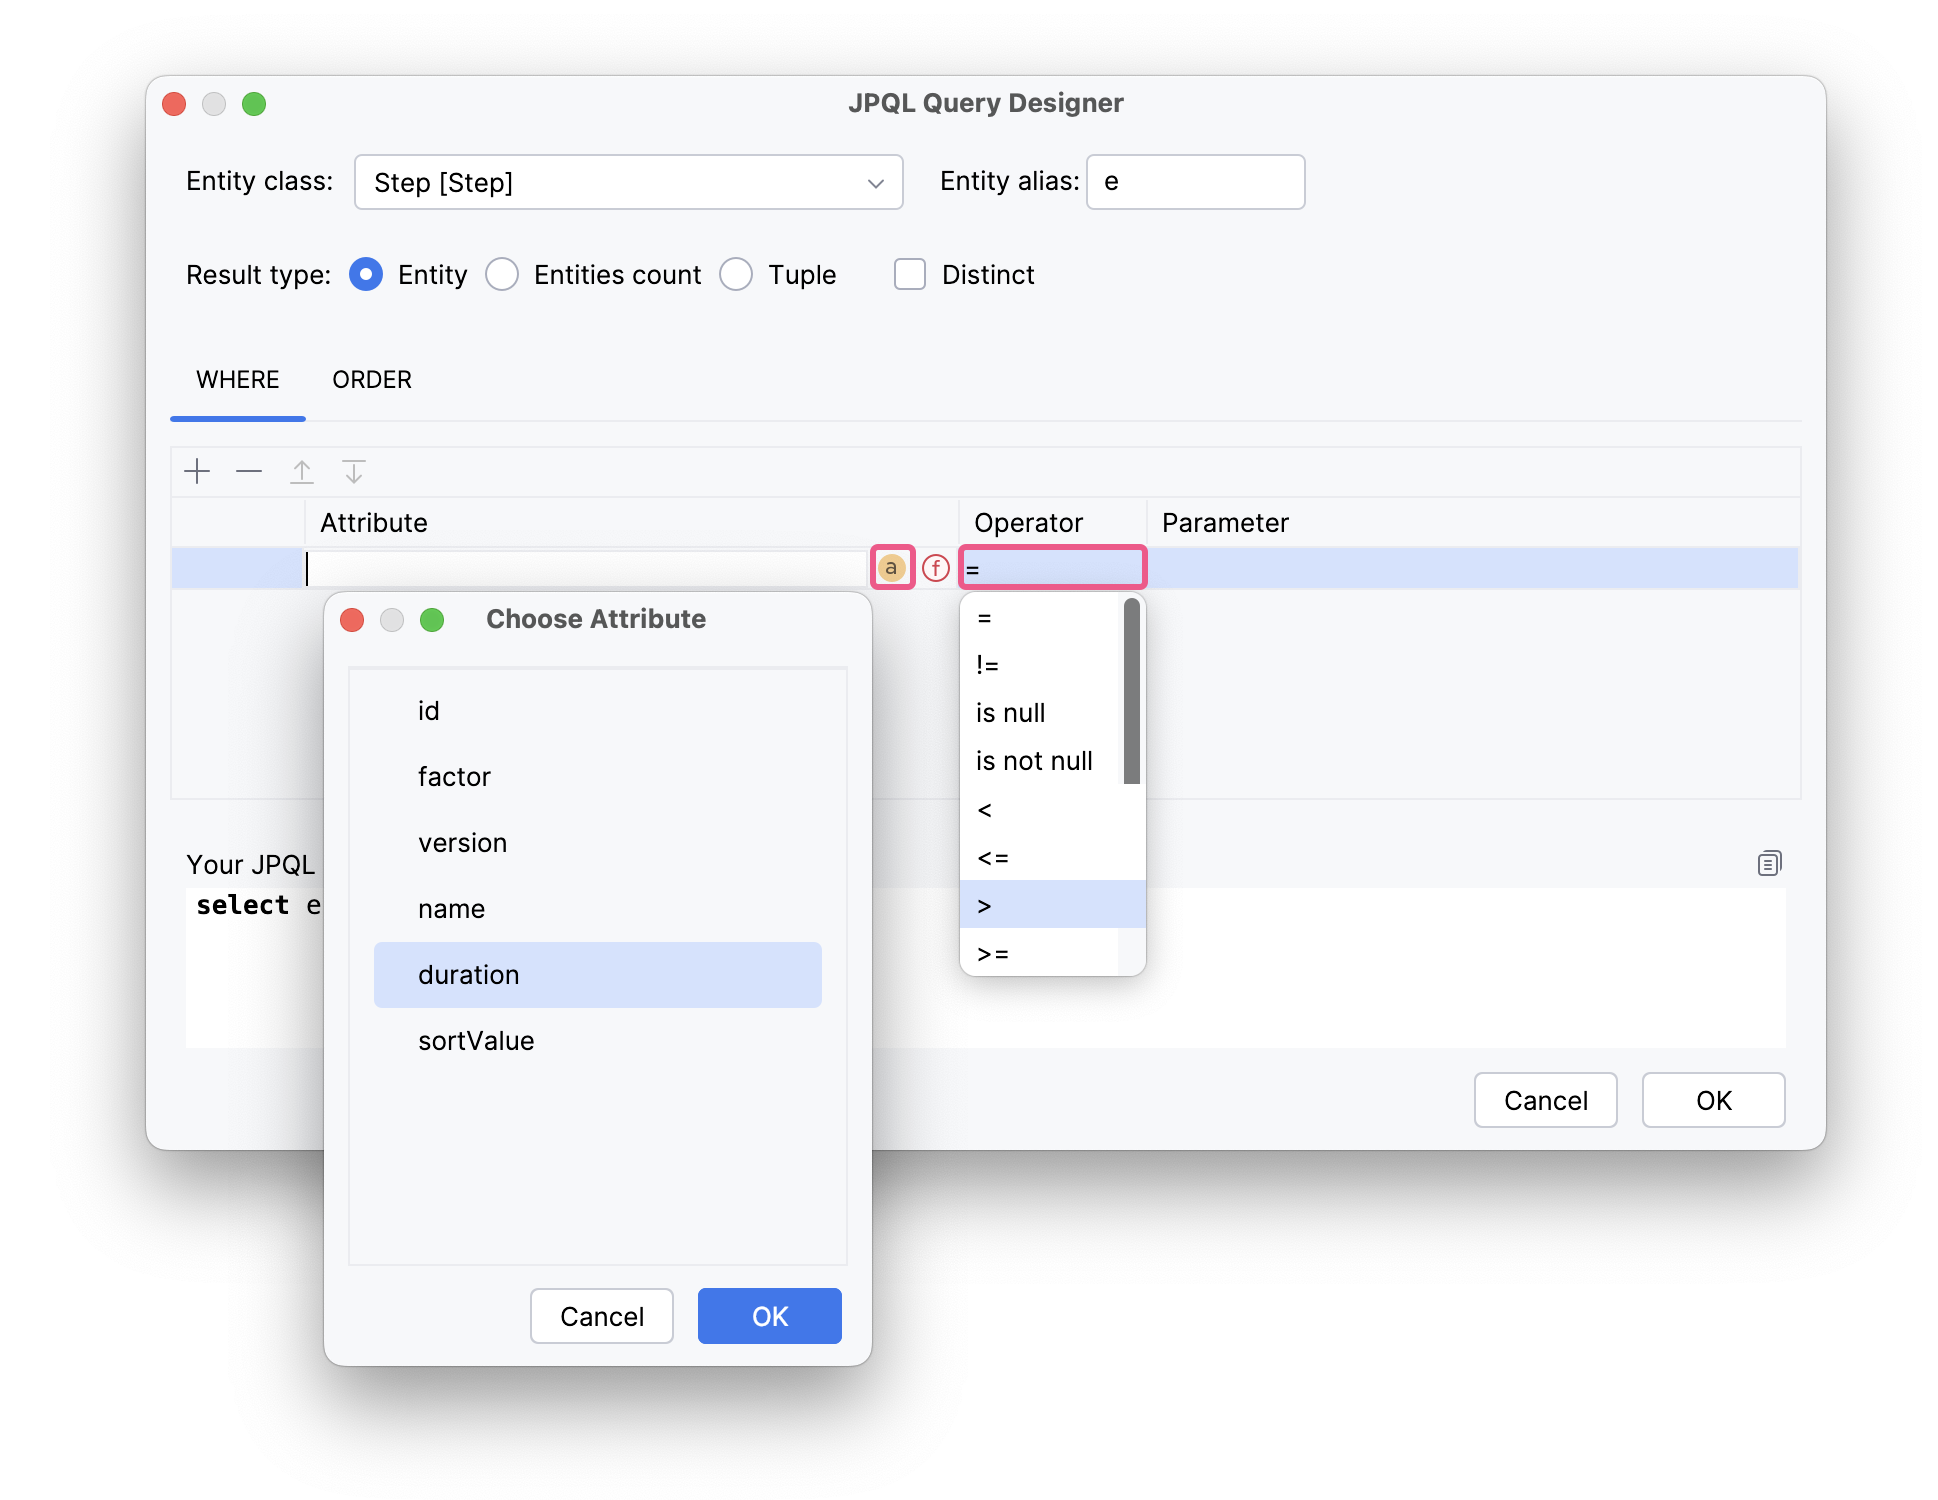 JPQL Query Designer
Entity class: Step [Step] Entity alias: e
Result type: Entity Entities count Tuple Distinct
WHERE ORDER
Attribute Operator Parameter
a f =
Choose Attribute
id
factor
version
name
duration
sortValue
Cancel OK
=
!=
is null
is not null
<
<=
>
>=
Your JPQL
select e
Cancel OK